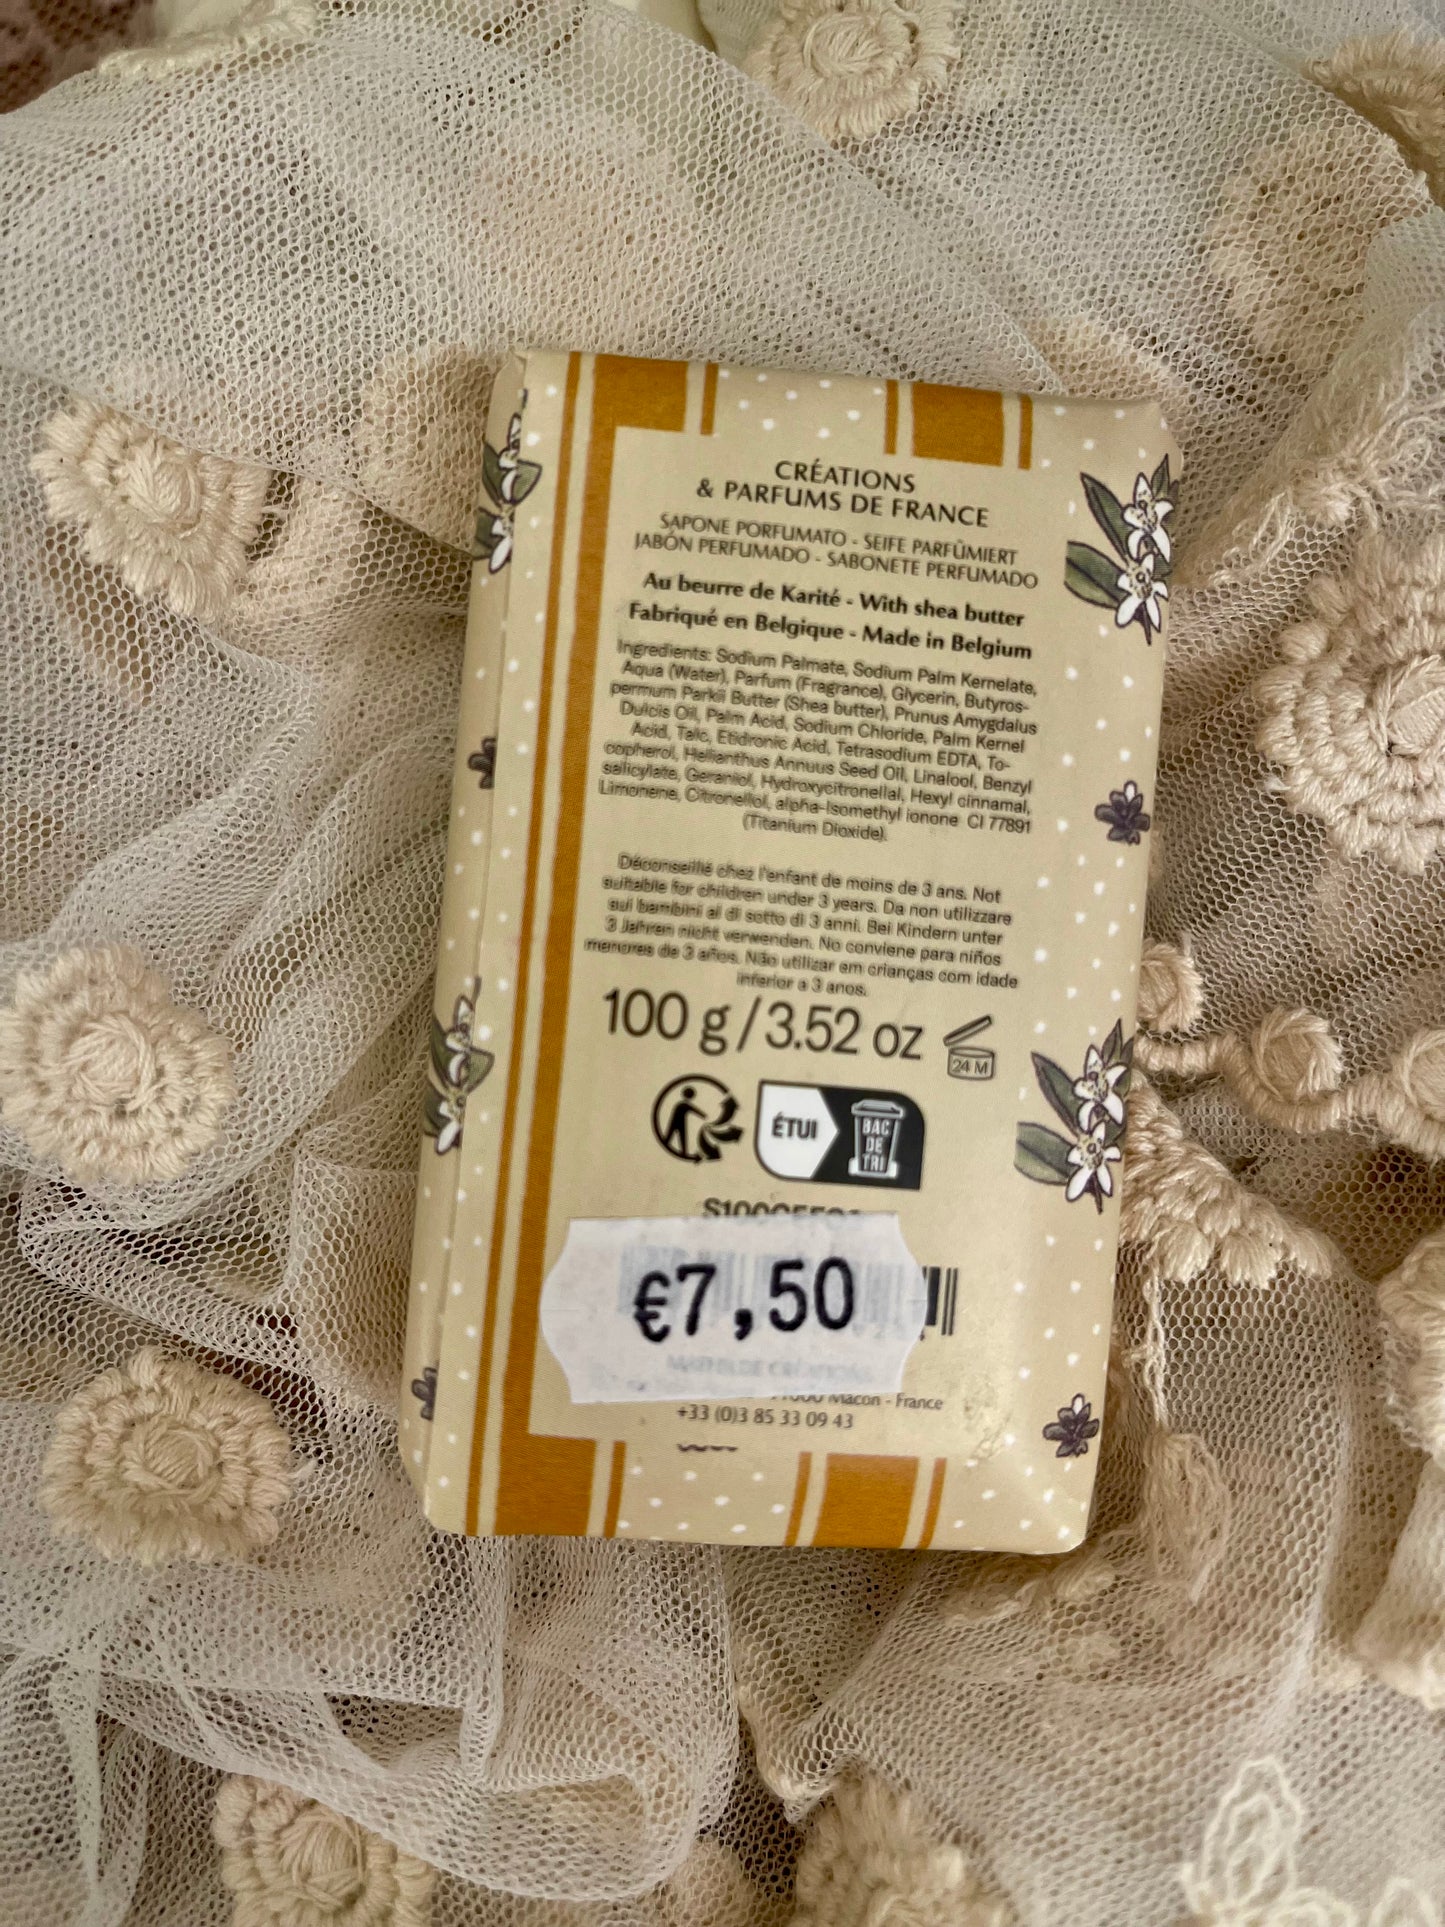 CRÉATIONS
& PARFUMS DE FRANCE
SAPONE PORFUMATO - SEIFE PARFÜMIERT
JABÓN PERFUMADO - SABONETE PERFUMADO
Au beurre de Karité - With shea butter
Fabriqué en Belgique - Made in Belgium
Ingredients: Sodium Palmate, Sodium Palm Kernelate,
Aqua (Water), Parfum (Fragrance), Glycerin, Butyros-
permum Parkii Butter (Shea butter), Prunus Amygdalus
Dulcis Oil, Palm Acid, Sodium Chloride, Palm Kernel
Acid, Talc, Etidronic Acid, Tetrasodium EDTA, To-
copherol, Helianthus Annuus Seed Oil, Linalool, Benzyl
salicylate, Geraniol, Hydroxycitronellal, Hexyl cinnamal,
Limonene, Citronellol, alpha-Isomethyl ionone CI 77891
(Titanium Dioxide).
Déconseillé chez l'enfant de moins de 3 ans. Not
suitable for children under 3 years. Da non utilizzare
sui bambini al di sotto di 3 anni. Bei Kindern unter
3 Jahren nicht verwenden. No conviene para niños
menores de 3 años. Não utilizar em crianças com idade
inferior a 3 anos.
100 g / 3.52 oz
24 M
ÉTUI
BAC
DE
TRI
€7,50
Macon - France
+33 (0)3 85 33 09 43